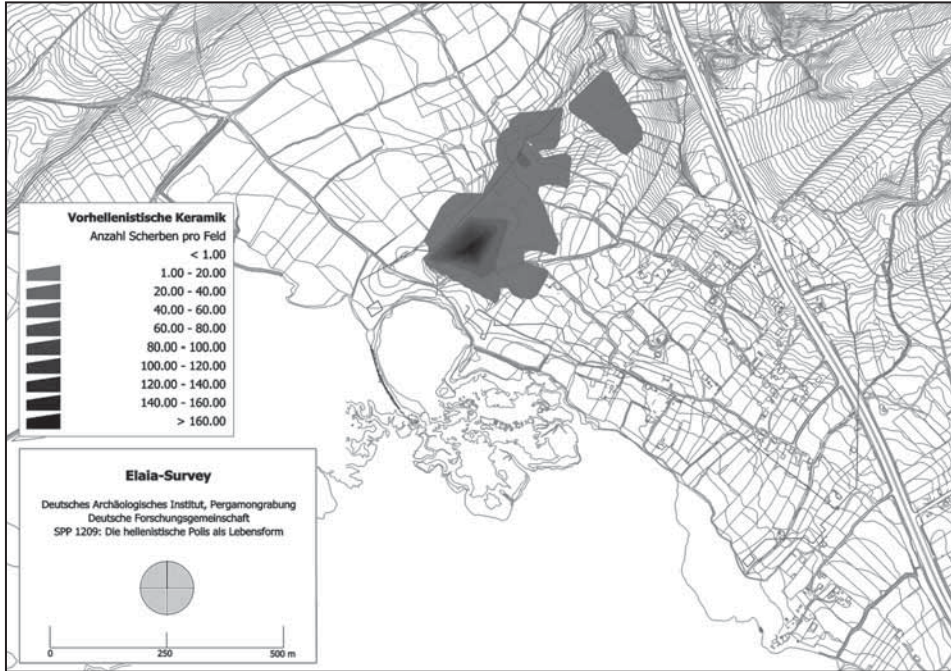 Vorhellenistische Keramik
Anzahl Scherben pro Feld
< 1.00
1.00 - 20.00
20.00 - 40.00
40.00 - 60.00
60.00 - 80.00
80.00 - 100.00
100.00 - 120.00
120.00 - 140.00
140.00 - 160.00
> 160.00
Elaia-Survey
Deutsches Archäologisches Institut, Pergamongrabung
Deutsche Forschungsgemeinschaft
SPP 1209: Die hellenistische Polis als Lebensform
0 250 500 m